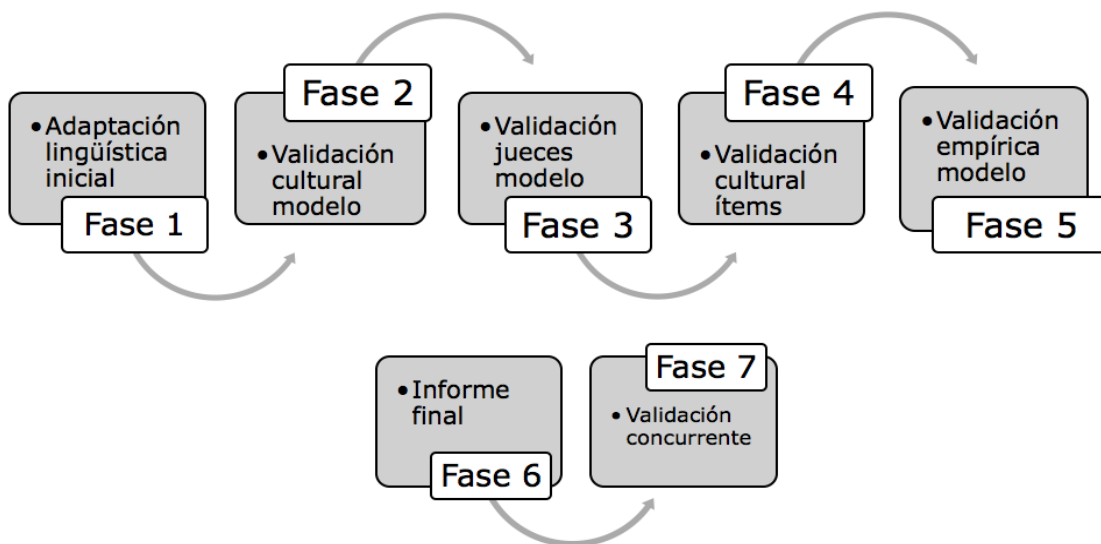 •Adaptación
lingüística
inicial
Fase 1
Fase 2
•Validación
cultural
modelo
•Validación
jueces
modelo
Fase 3
Fase 4
•Validación
cultural
ítems
•Validación
empírica
modelo
Fase 5
•Informe
final
Fase 6
Fase 7
•Validación
concurrente